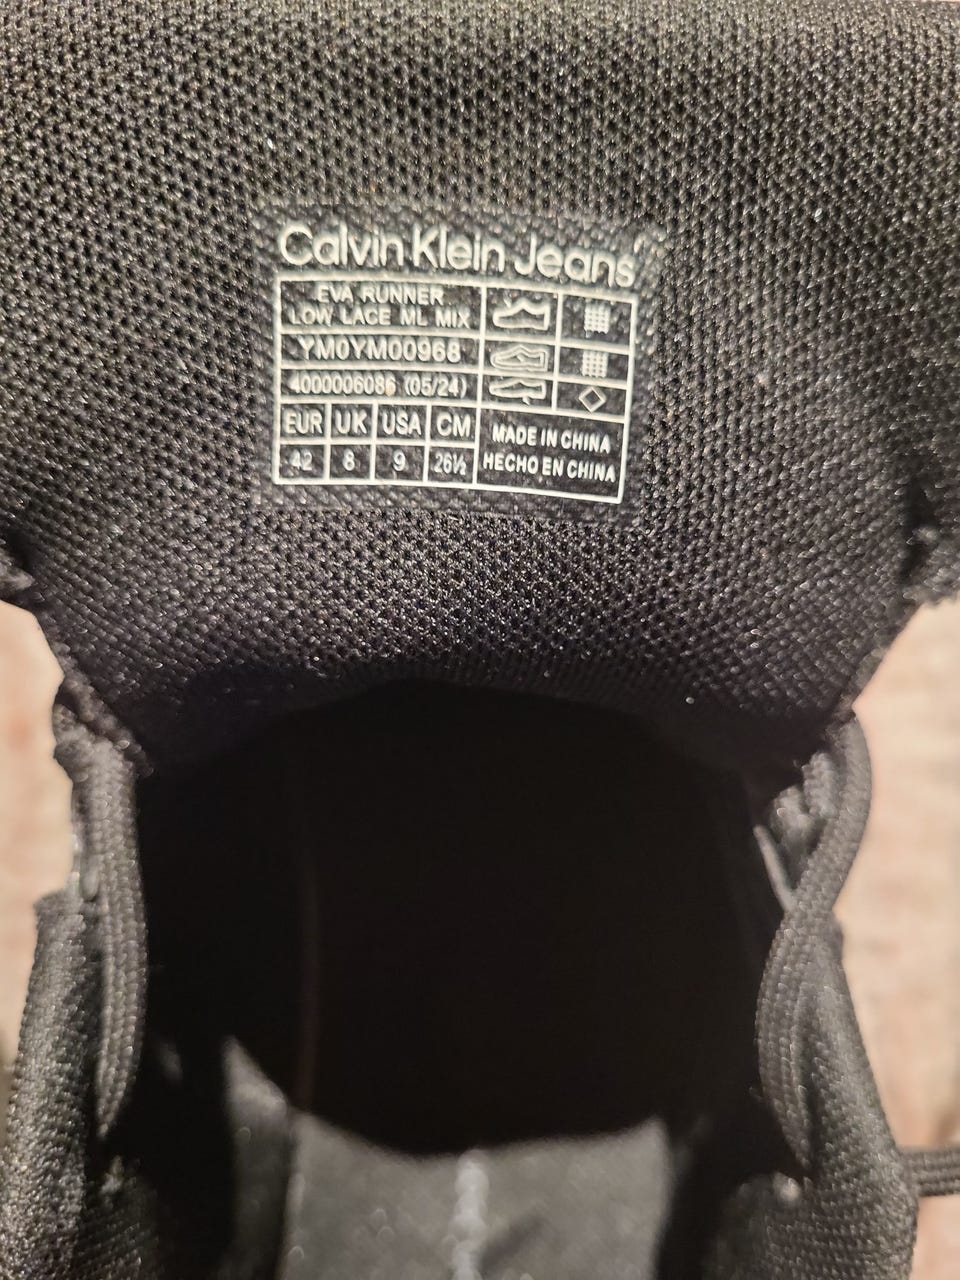 Calvin Klein Jeans
EVA RUNNER
LOW LACE ML MIX
YM0YM00968
4000006086 (05/24)
EUR UK USA CM
42 8 9 26½
MADE IN CHINA
HECHO EN CHINA